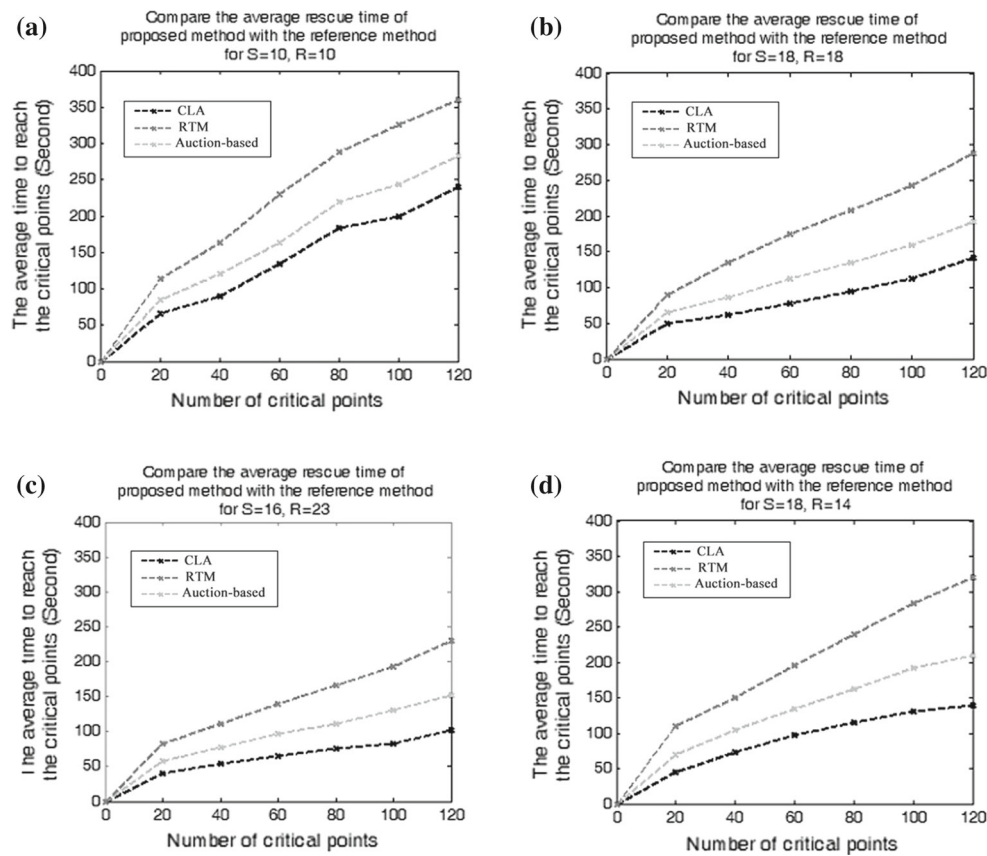 (a)
Compare the average rescue time of
proposed method with the reference method
for S=10, R=10
400
350
300
250
200
150
100
50
0
The average time to reach
the critical points (Second)
CLA
RTM
Auction-based
0 20 40 60 80 100 120
Number of critical points
(b)
Compare the average rescue time of
proposed method with the reference method
for S=18, R=18
400
350
300
250
200
150
100
50
0
The average time to reach
the critical points (Second)
CLA
RTM
Auction-based
0 20 40 60 80 100 120
Number of critical points
(c)
Compare the average rescue time of
proposed method with the reference method
for S=16, R=23
400
350
300
250
200
150
100
50
0
The average time to reach
the critical points (Second)
CLA
RTM
Auction-based
0 20 40 60 80 100 120
Number of critical points
(d)
Compare the average rescue time of
proposed method with the reference method
for S=18, R=14
400
350
300
250
200
150
100
50
0
The average time to reach
the critical points (Second)
CLA
RTM
Auction-based
0 20 40 60 80 100 120
Number of critical points